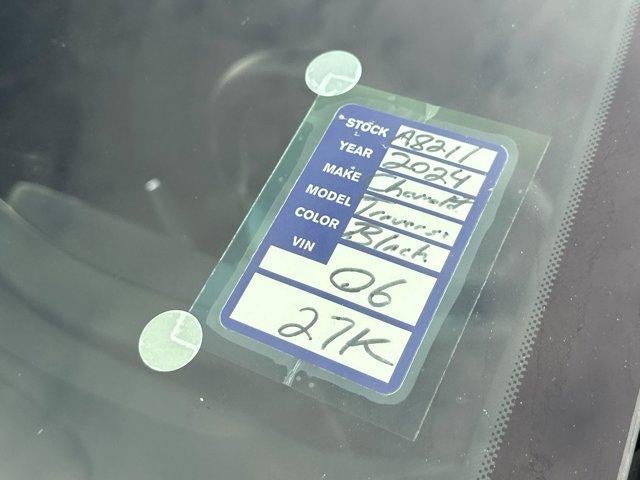 STOCK A8211
YEAR 2024
MAKE Chevrolet
MODEL Traverse
COLOR Black
VIN
06
27K